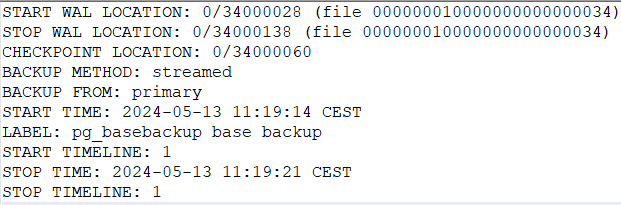 START WAL LOCATION: 0/34000028 (file 000000010000000000000034)
STOP WAL LOCATION: 0/34000138 (file 000000010000000000000034)
CHECKPOINT LOCATION: 0/34000060
BACKUP METHOD: streamed
BACKUP FROM: primary
START TIME: 2024-05-13 11:19:14 CEST
LABEL: pg_basebackup base backup
START TIMELINE: 1
STOP TIME: 2024-05-13 11:19:21 CEST
STOP TIMELINE: 1